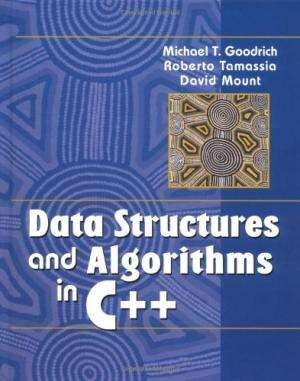 Michael T. Goodrich
Roberto Tamassia
David Mount
Data Structures
and Algorithms
in C++